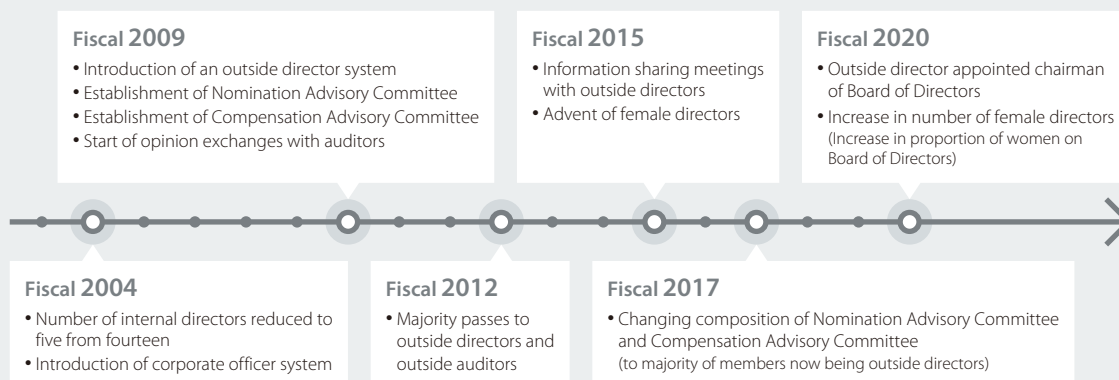 Fiscal 2009
• Introduction of an outside director system
• Establishment of Nomination Advisory Committee
• Establishment of Compensation Advisory Committee
• Start of opinion exchanges with auditors
Fiscal 2015
• Information sharing meetings
with outside directors
• Advent of female directors
Fiscal 2020
• Outside director appointed chairman
of Board of Directors
• Increase in number of female directors
(Increase in proportion of women on
Board of Directors)
Fiscal 2004
• Number of internal directors reduced to
five from fourteen
• Introduction of corporate officer system
Fiscal 2012
• Majority passes to
outside directors and
outside auditors
Fiscal 2017
• Changing composition of Nomination Advisory Committee
and Compensation Advisory Committee
(to majority of members now being outside directors)